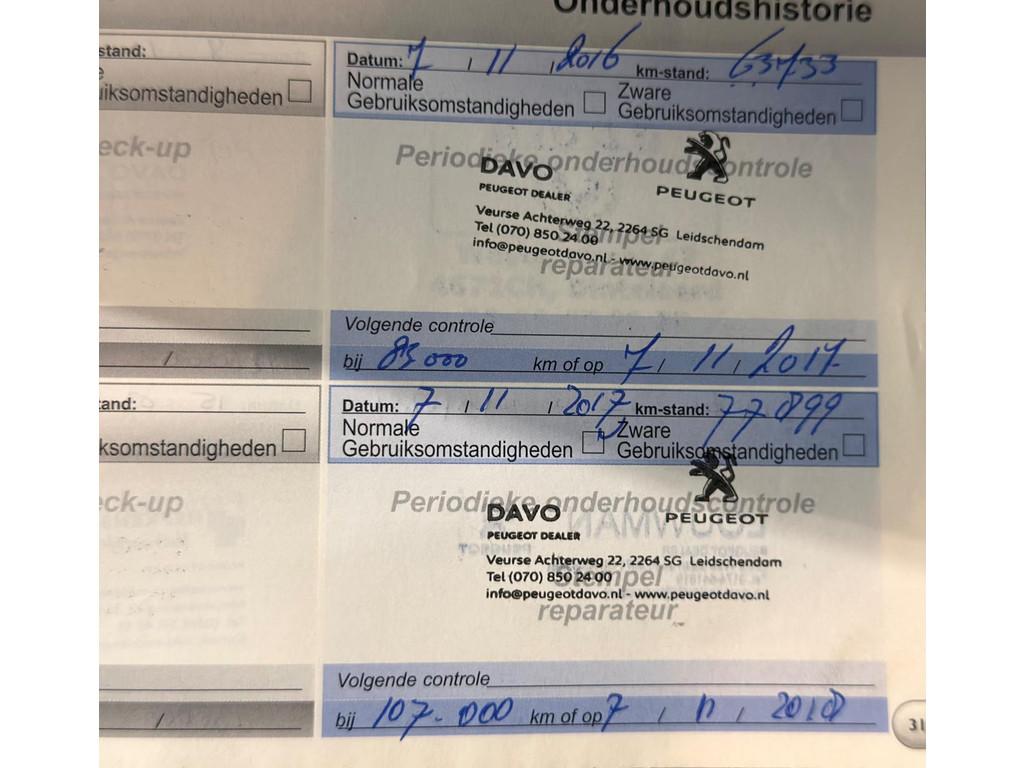 Onderhoudshistorie
stand:
iksomstandigheden
eck-up
/
Datum: 7 / 11 / 2016 km-stand:
Normale Zware
Gebruiksomstandigheden Gebruiksomstandigheden
Periodieke onderhoudscontrole
DAVO
PEUGEOT DEALER
PEUGEOT
Veurse Achterweg 22, 2264 SG Leidschendam
Tel (070) 850 24 00
info@peugeotdavo.nl - www.peugeotdavo.nl
Stempel
reparateur
Volgende controle
bij 83000 km of op 7 / 11 / 2017
and:
ksomstandigheden
ck-up
/
Datum: 7 / 11 / 2017 km-stand: 77899
Normale Zware
Gebruiksomstandigheden Gebruiksomstandigheden
Periodieke onderhoudscontrole
DAVO
PEUGEOT DEALER
PEUGEOT
Veurse Achterweg 22, 2264 SG Leidschendam
Tel (070) 850 24 00
info@peugeotdavo.nl - www.peugeotdavo.nl
Stempel
reparateur
Volgende controle
bij 107.000 km of op 7 / 11 / 2018
31